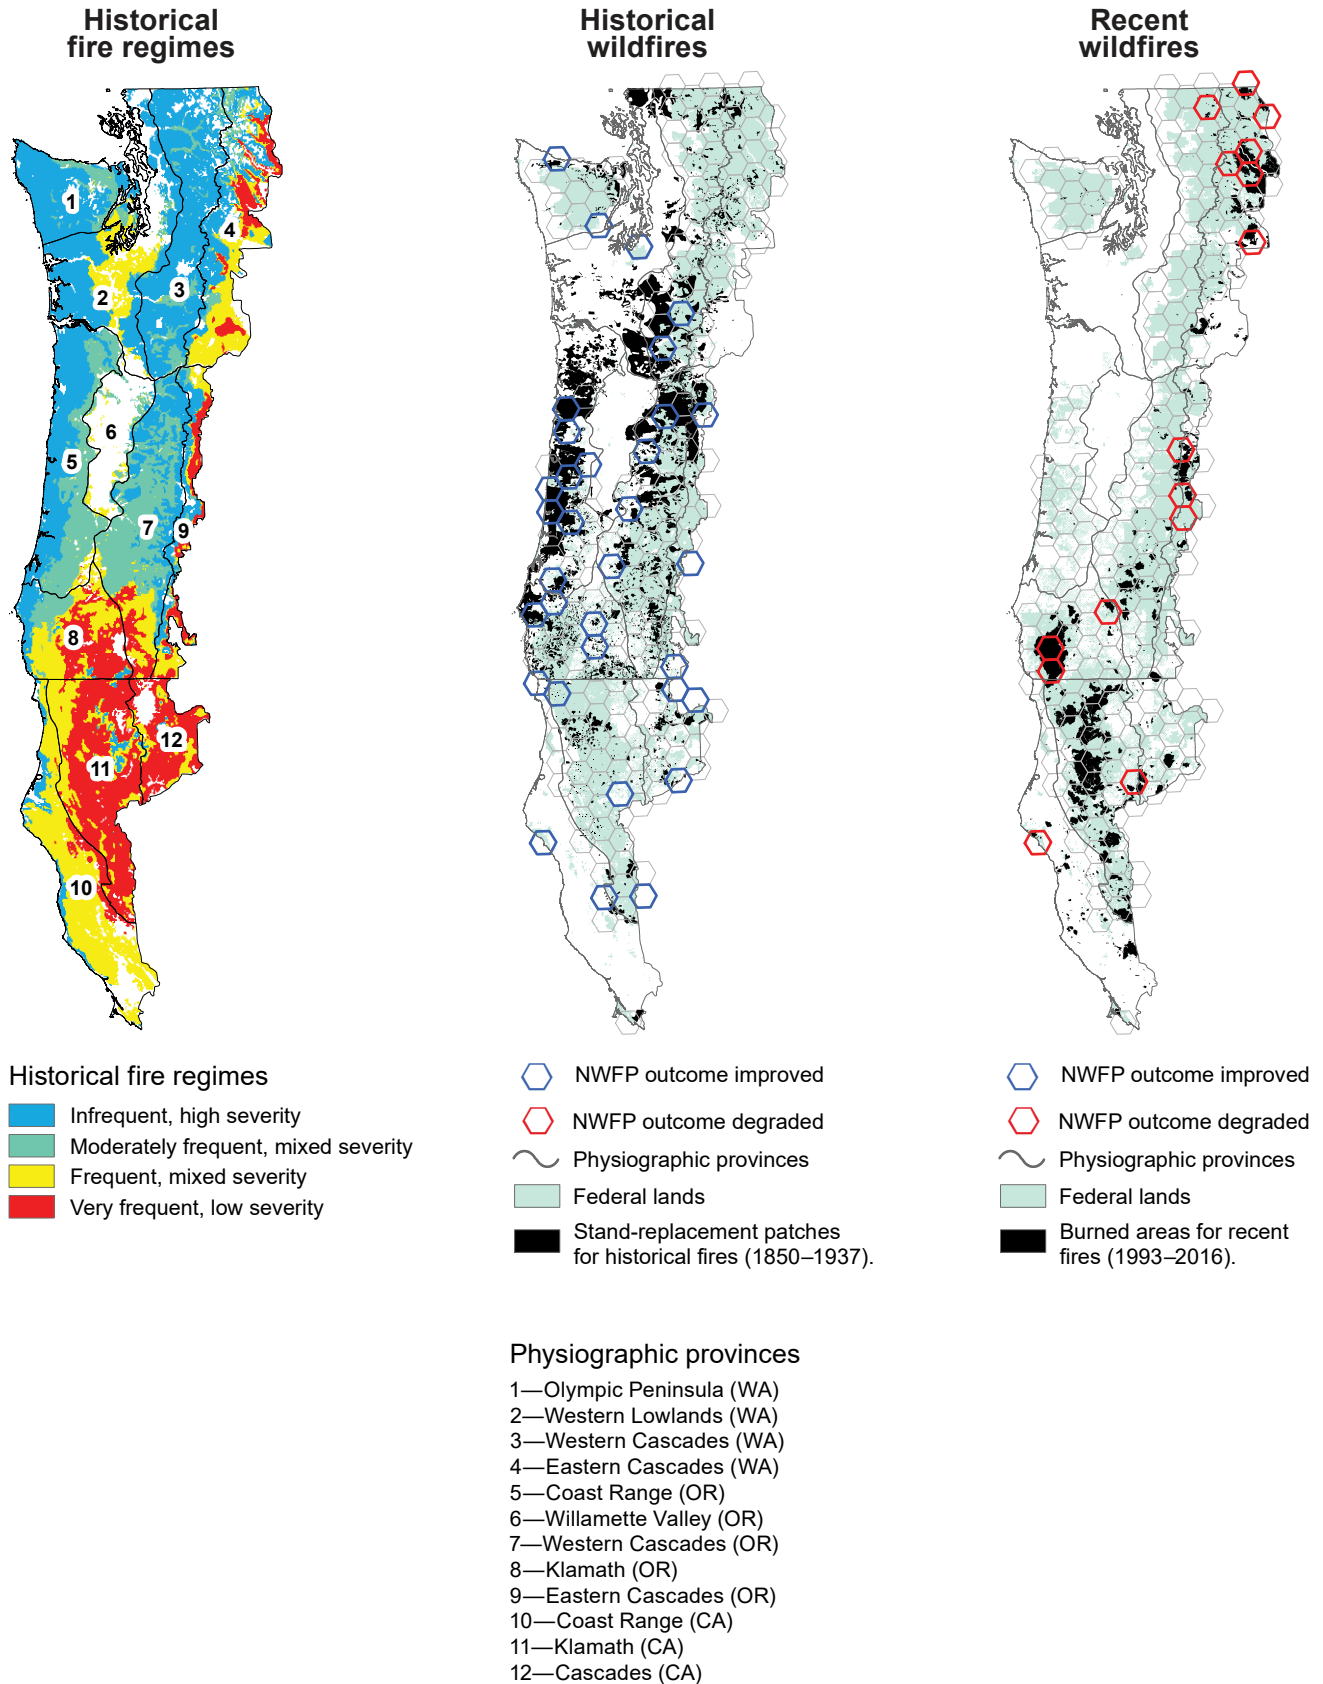 Historical
fire regimes
Historical
wildfires
Recent
wildfires
1
2
3
4
5
6
7
8
9
10
11
12
Historical fire regimes
Infrequent, high severity
Moderately frequent, mixed severity
Frequent, mixed severity
Very frequent, low severity
NWFP outcome improved
NWFP outcome degraded
Physiographic provinces
Federal lands
Stand-replacement patches
for historical fires (1850–1937).
NWFP outcome improved
NWFP outcome degraded
Physiographic provinces
Federal lands
Burned areas for recent
fires (1993–2016).
Physiographic provinces
1—Olympic Peninsula (WA)
2—Western Lowlands (WA)
3—Western Cascades (WA)
4—Eastern Cascades (WA)
5—Coast Range (OR)
6—Willamette Valley (OR)
7—Western Cascades (OR)
8—Klamath (OR)
9—Eastern Cascades (OR)
10—Coast Range (CA)
11—Klamath (CA)
12—Cascades (CA)